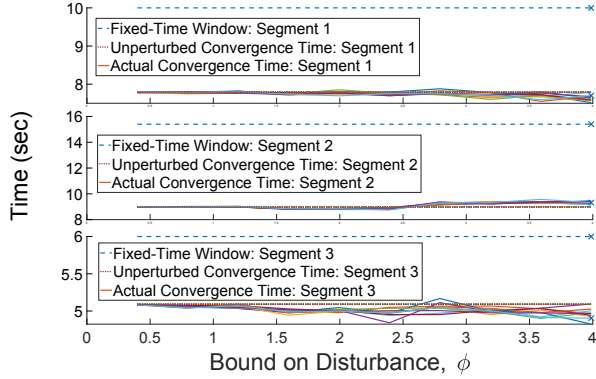 10
Fixed-Time Window: Segment 1
Unperturbed Convergence Time: Segment 1
Actual Convergence Time: Segment 1
8
16
14
12
10
8
Fixed-Time Window: Segment 2
Unperturbed Convergence Time: Segment 2
Actual Convergence Time: Segment 2
Time (sec)
6
5.5
5
Fixed-Time Window: Segment 3
Unperturbed Convergence Time: Segment 3
Actual Convergence Time: Segment 3
0 0.5 1 1.5 2 2.5 3 3.5 4
Bound on Disturbance, ϕ